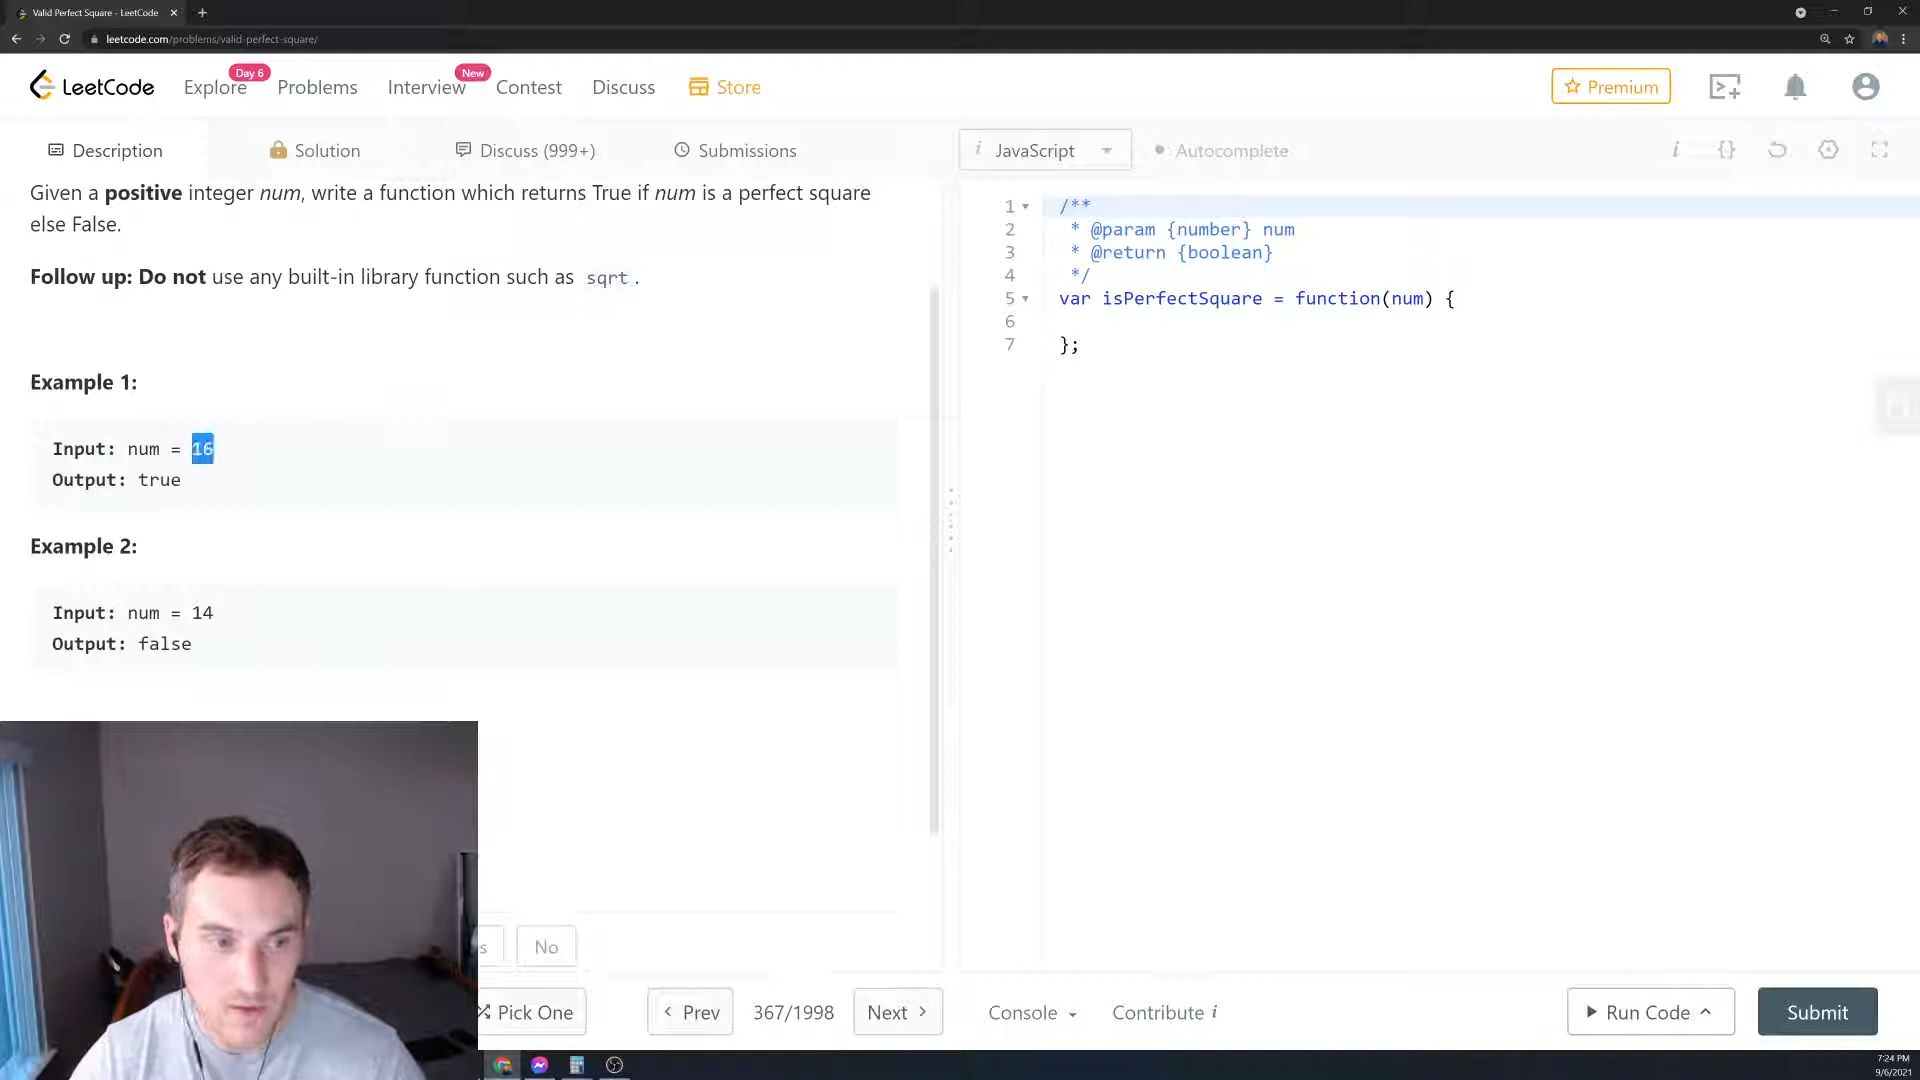 Valid Perfect Square - LeetCode
leetcode.com/problems/valid-perfect-square/
LeetCode
Explore
Day 6
Problems
Interview
New
Contest
Discuss
Store
Premium
Description
Solution
Discuss (999+)
Submissions
i JavaScript
Autocomplete
i
{}
Given a positive integer num, write a function which returns True if num is a perfect square
else False.
Follow up: Do not use any built-in library function such as sqrt.
Example 1:
Input: num = 16
Output: true
Example 2:
Input: num = 14
Output: false
1 /**
2 * @param {number} num
3 * @return {boolean}
4 */
5 var isPerfectSquare = function(num) {
6
7 };
s
No
Pick One
Prev
367/1998
Next
Console
Contribute i
Run Code
Submit
7:24 PM
9/6/2021